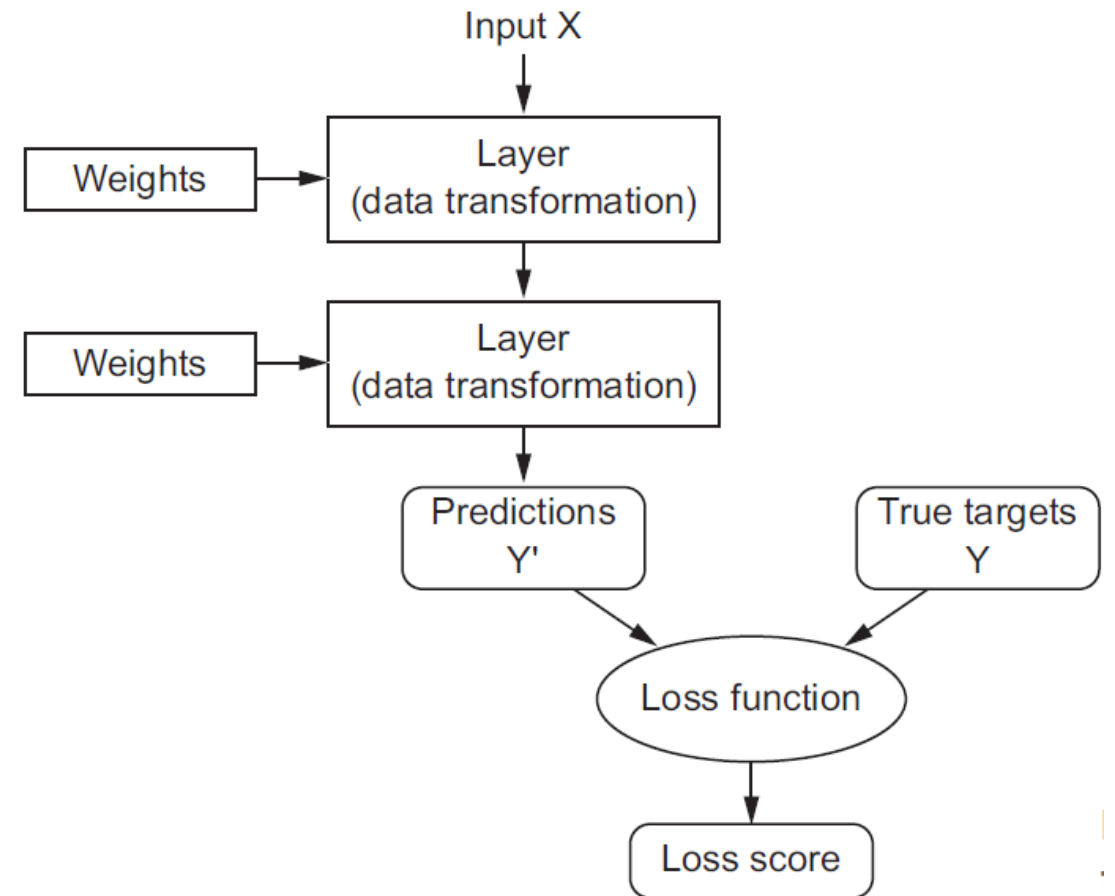 Input X
Weights
Layer
(data transformation)
Weights
Layer
(data transformation)
Predictions
Y'
True targets
Y
Loss function
Loss score